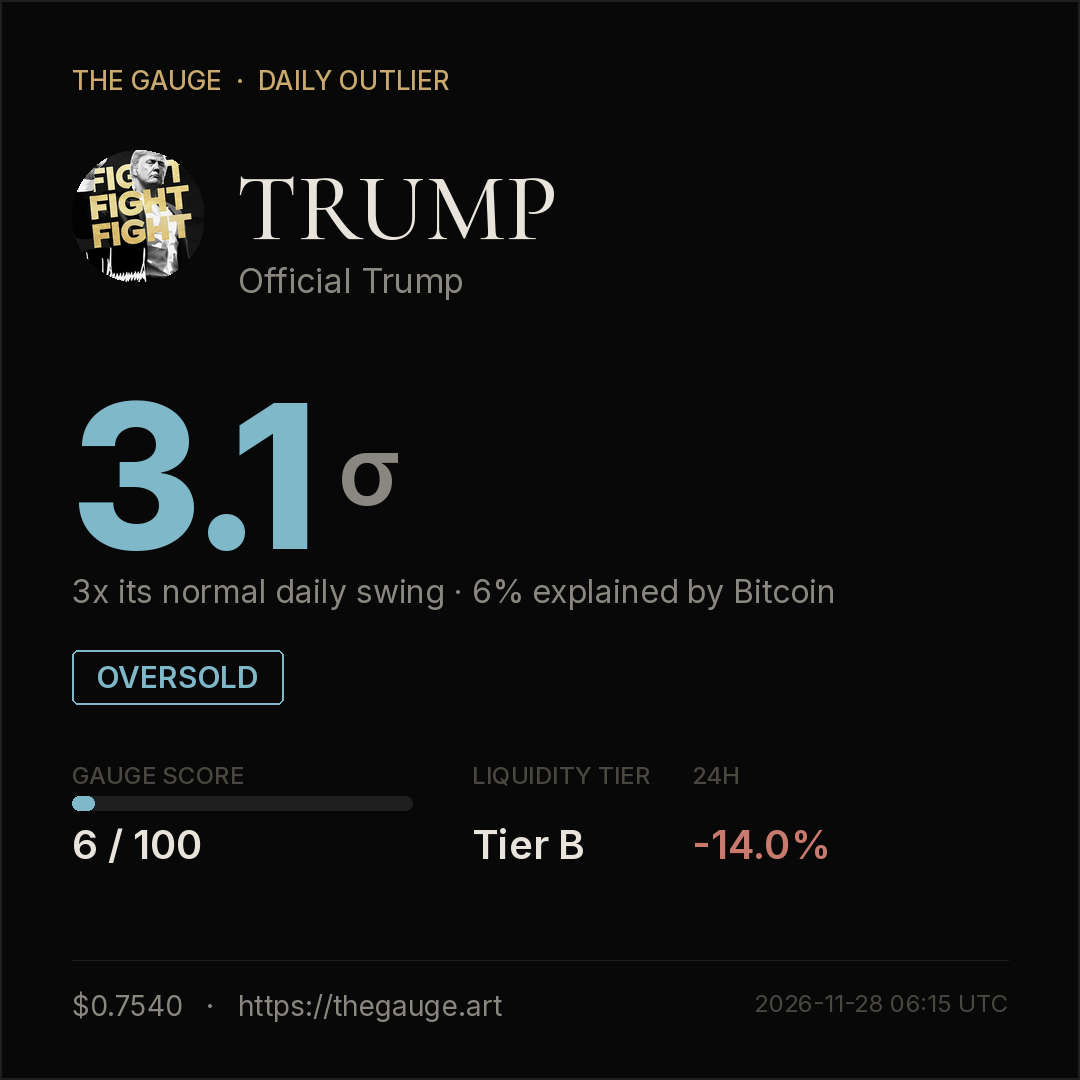 THE GAUGE · DAILY OUTLIER
FIGHT
FIGHT
FIGHT
TRUMP
Official Trump
3.1 σ
3x its normal daily swing · 6% explained by Bitcoin
OVERSOLD
GAUGE SCORE LIQUIDITY TIER 24H
6 / 100 Tier B -14.0%
$0.7540 · https://thegauge.art 2026-11-28 06:15 UTC